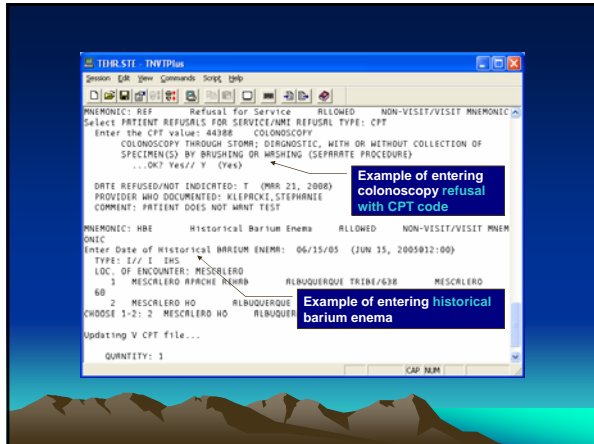 TEHR.STE - TNVTPlus
Session Edit View Commands Script Help
MNEMONIC: REF Refusal for Service ALLOWED NON-VISIT/VISIT MNEMONIC
Select PATIENT REFUSALS FOR SERVICE/NMI REFUSAL TYPE: CPT
Enter the CPT value: 44388 COLONOSCOPY
COLONOSCOPY THROUGH STOMA; DIAGNOSTIC, WITH OR WITHOUT COLLECTION OF
SPECIMEN(S) BY BRUSHING OR WASHING (SEPARATE PROCEDURE)
...OK? Yes// Y (Yes)
DATE REFUSED/NOT INDICATED: T (MAR 21, 2008)
PROVIDER WHO DOCUMENTED: KLEPACKI,STEPHANIE
COMMENT: PATIENT DOES NOT WANT TEST
Example of entering
colonoscopy refusal
with CPT code
MNEMONIC: HBE Historical Barium Enema ALLOWED NON-VISIT/VISIT MNEM
ONIC
Enter Date of Historical BARIUM ENEMA: 06/15/05 (JUN 15, 2005@12:00)
TYPE: I// I IHS
LOC. OF ENCOUNTER: MESCALERO
1 MESCALERO APACHE REHAB ALBUQUERQUE TRIBE/638 MESCALERO
60
2 MESCALERO HO ALBUQUERQUE
CHOOSE 1-2: 2 MESCALERO HO ALBUQUER
Example of entering historical
barium enema
Updating V CPT file...
QUANTITY: 1
CAP NUM